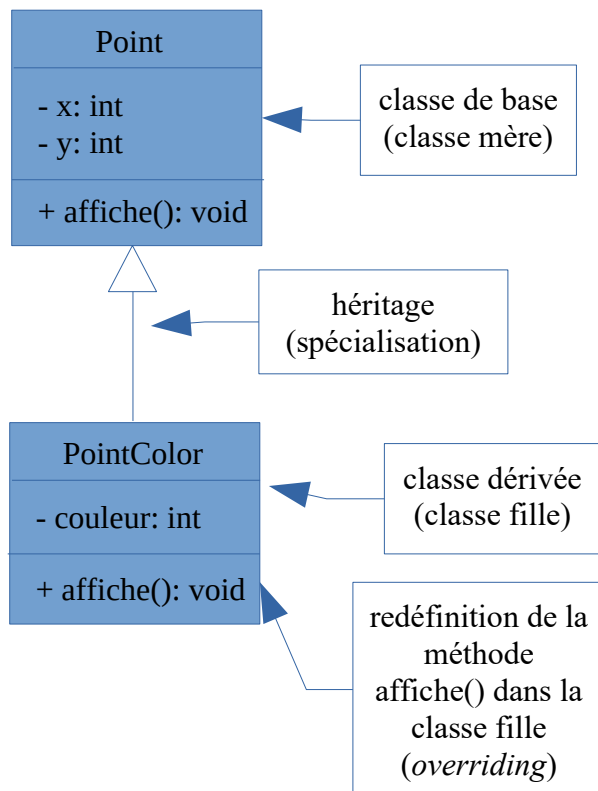 Point
- x: int
- y: int
+ affiche(): void
classe de base
(classe mère)
héritage
(spécialisation)
PointColor
- couleur: int
+ affiche(): void
classe dérivée
(classe fille)
redéfinition de la
méthode
affiche() dans la
classe fille
(overriding)